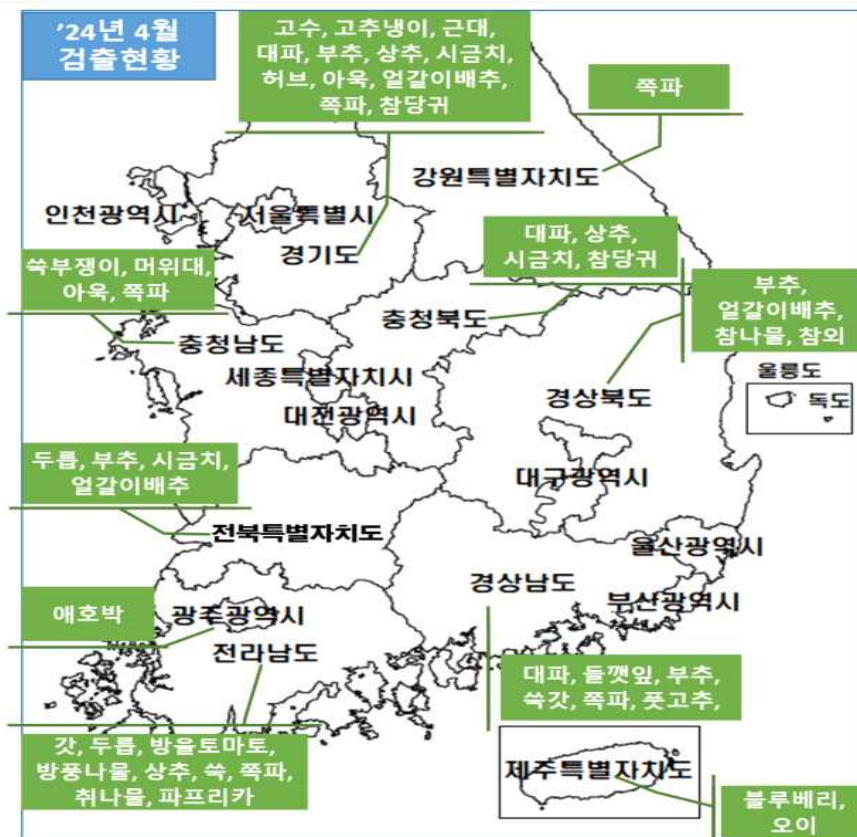 ’24년 4월
검출현황
고수, 고추냉이, 근대,
대파, 부추, 상추, 시금치,
허브, 아욱, 얼갈이배추,
쪽파, 참당귀
쪽파
강원특별자치도
인천광역시
서울특별시
경기도
대파, 상추,
시금치, 참당귀
쑥부쟁이, 머위대,
아욱, 쪽파
부추,
얼갈이배추,
참나물, 참외
충청북도
충청남도
세종특별자치시
대전광역시
경상북도
울릉도
독도
두릅, 부추, 시금치,
얼갈이배추
대구광역시
전북특별자치도
울산광역시
경상남도
부산광역시
애호박
광주광역시
전라남도
대파, 들깻잎, 부추,
쑥갓, 쪽파, 풋고추,
갓, 두릅, 방울토마토,
방풍나물, 상추, 쑥, 쪽파,
취나물, 파프리카
제주특별자치도
블루베리,
오이